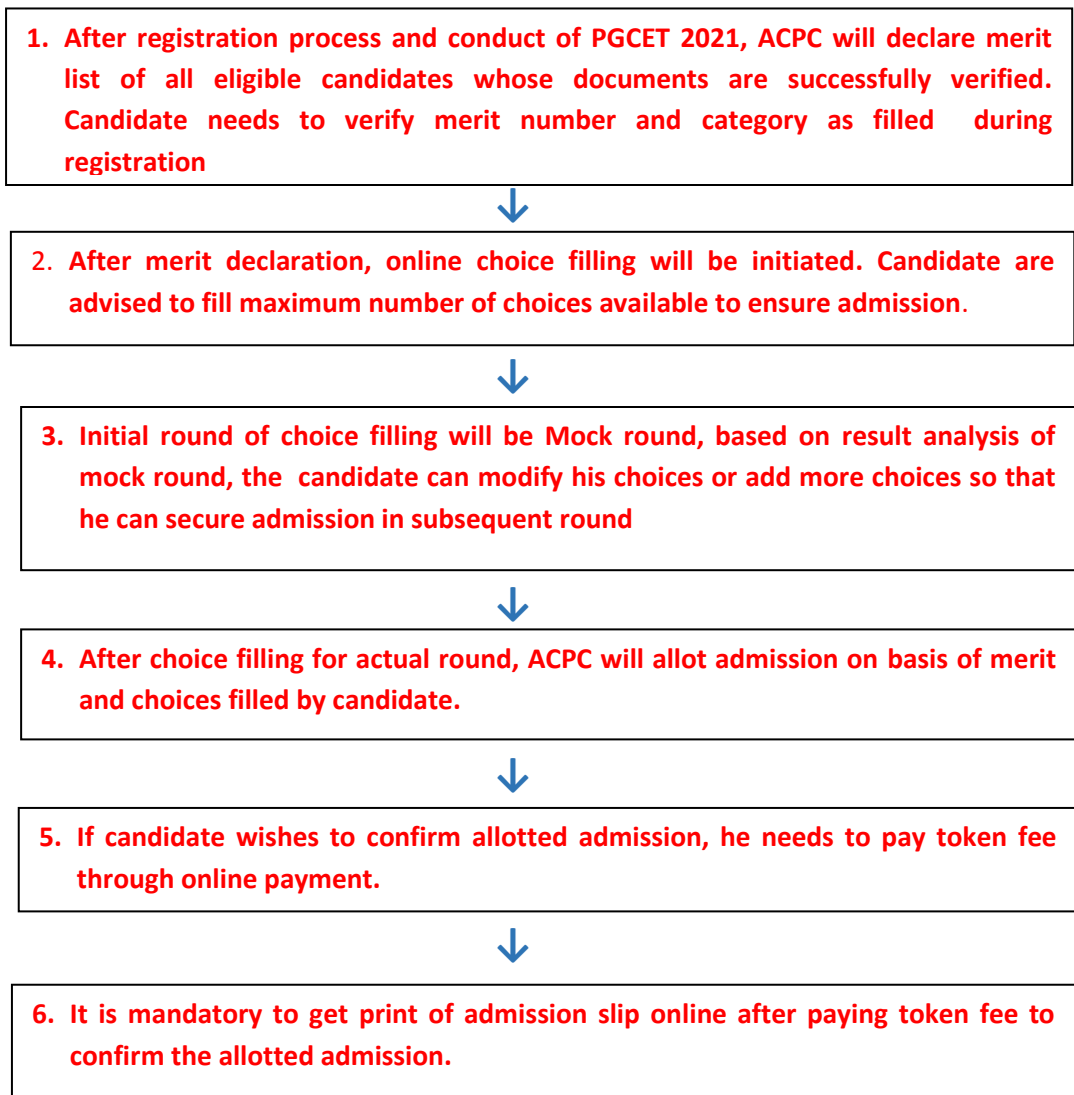 1. After registration process and conduct of PGCET 2021, ACPC will declare merit
list of all eligible candidates whose documents are successfully verified.
Candidate needs to verify merit number and category as filled during
registration
2. After merit declaration, online choice filling will be initiated. Candidate are
advised to fill maximum number of choices available to ensure admission.
3. Initial round of choice filling will be Mock round, based on result analysis of
mock round, the candidate can modify his choices or add more choices so that
he can secure admission in subsequent round
4. After choice filling for actual round, ACPC will allot admission on basis of merit
and choices filled by candidate.
5. If candidate wishes to confirm allotted admission, he needs to pay token fee
through online payment.
6. It is mandatory to get print of admission slip online after paying token fee to
confirm the allotted admission.